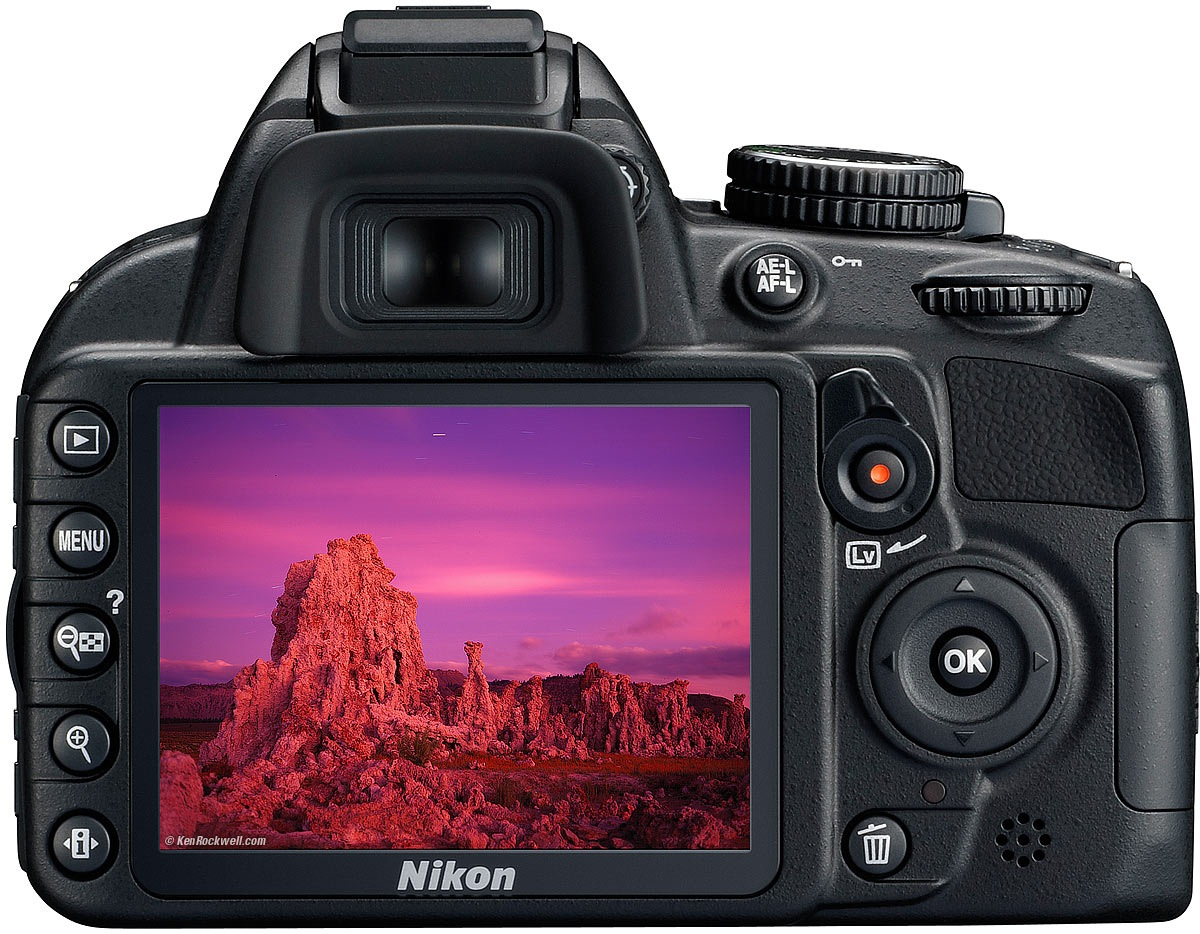 AE-L
AF-L
MENU
?
Lv
OK
i
© KenRockwell.com
Nikon